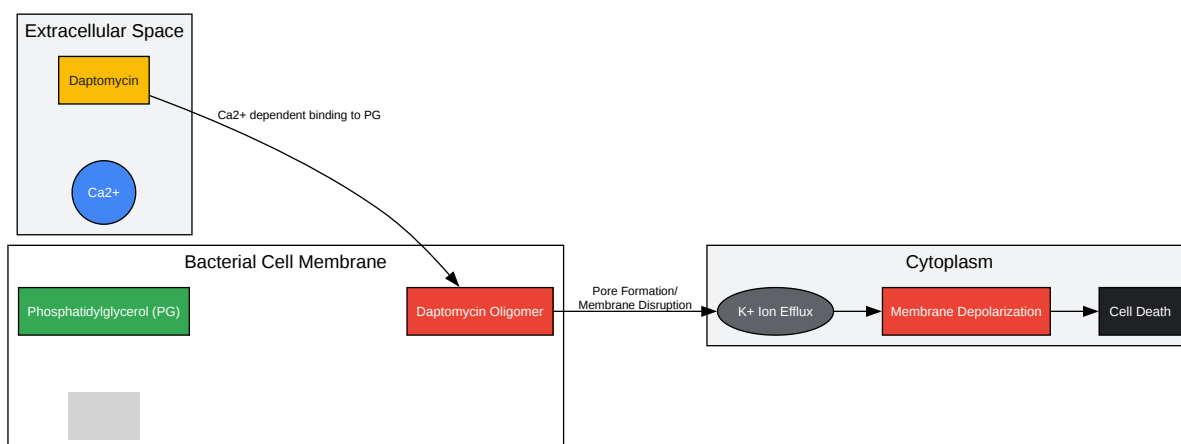 Extracellular Space
Daptomycin
Ca2+ dependent binding to PG
Ca2+
Bacterial Cell Membrane
Cytoplasm
Phosphatidylglycerol (PG)
Daptomycin Oligomer
Pore Formation/
Membrane Disruption
K+ Ion Efflux
Membrane Depolarization
Cell Death